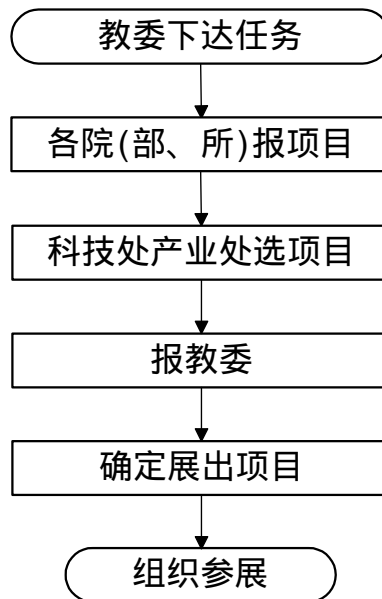 教委下达任务
各院(部、所)报项目
科技处产业处选项目
报教委
确定展出项目
组织参展